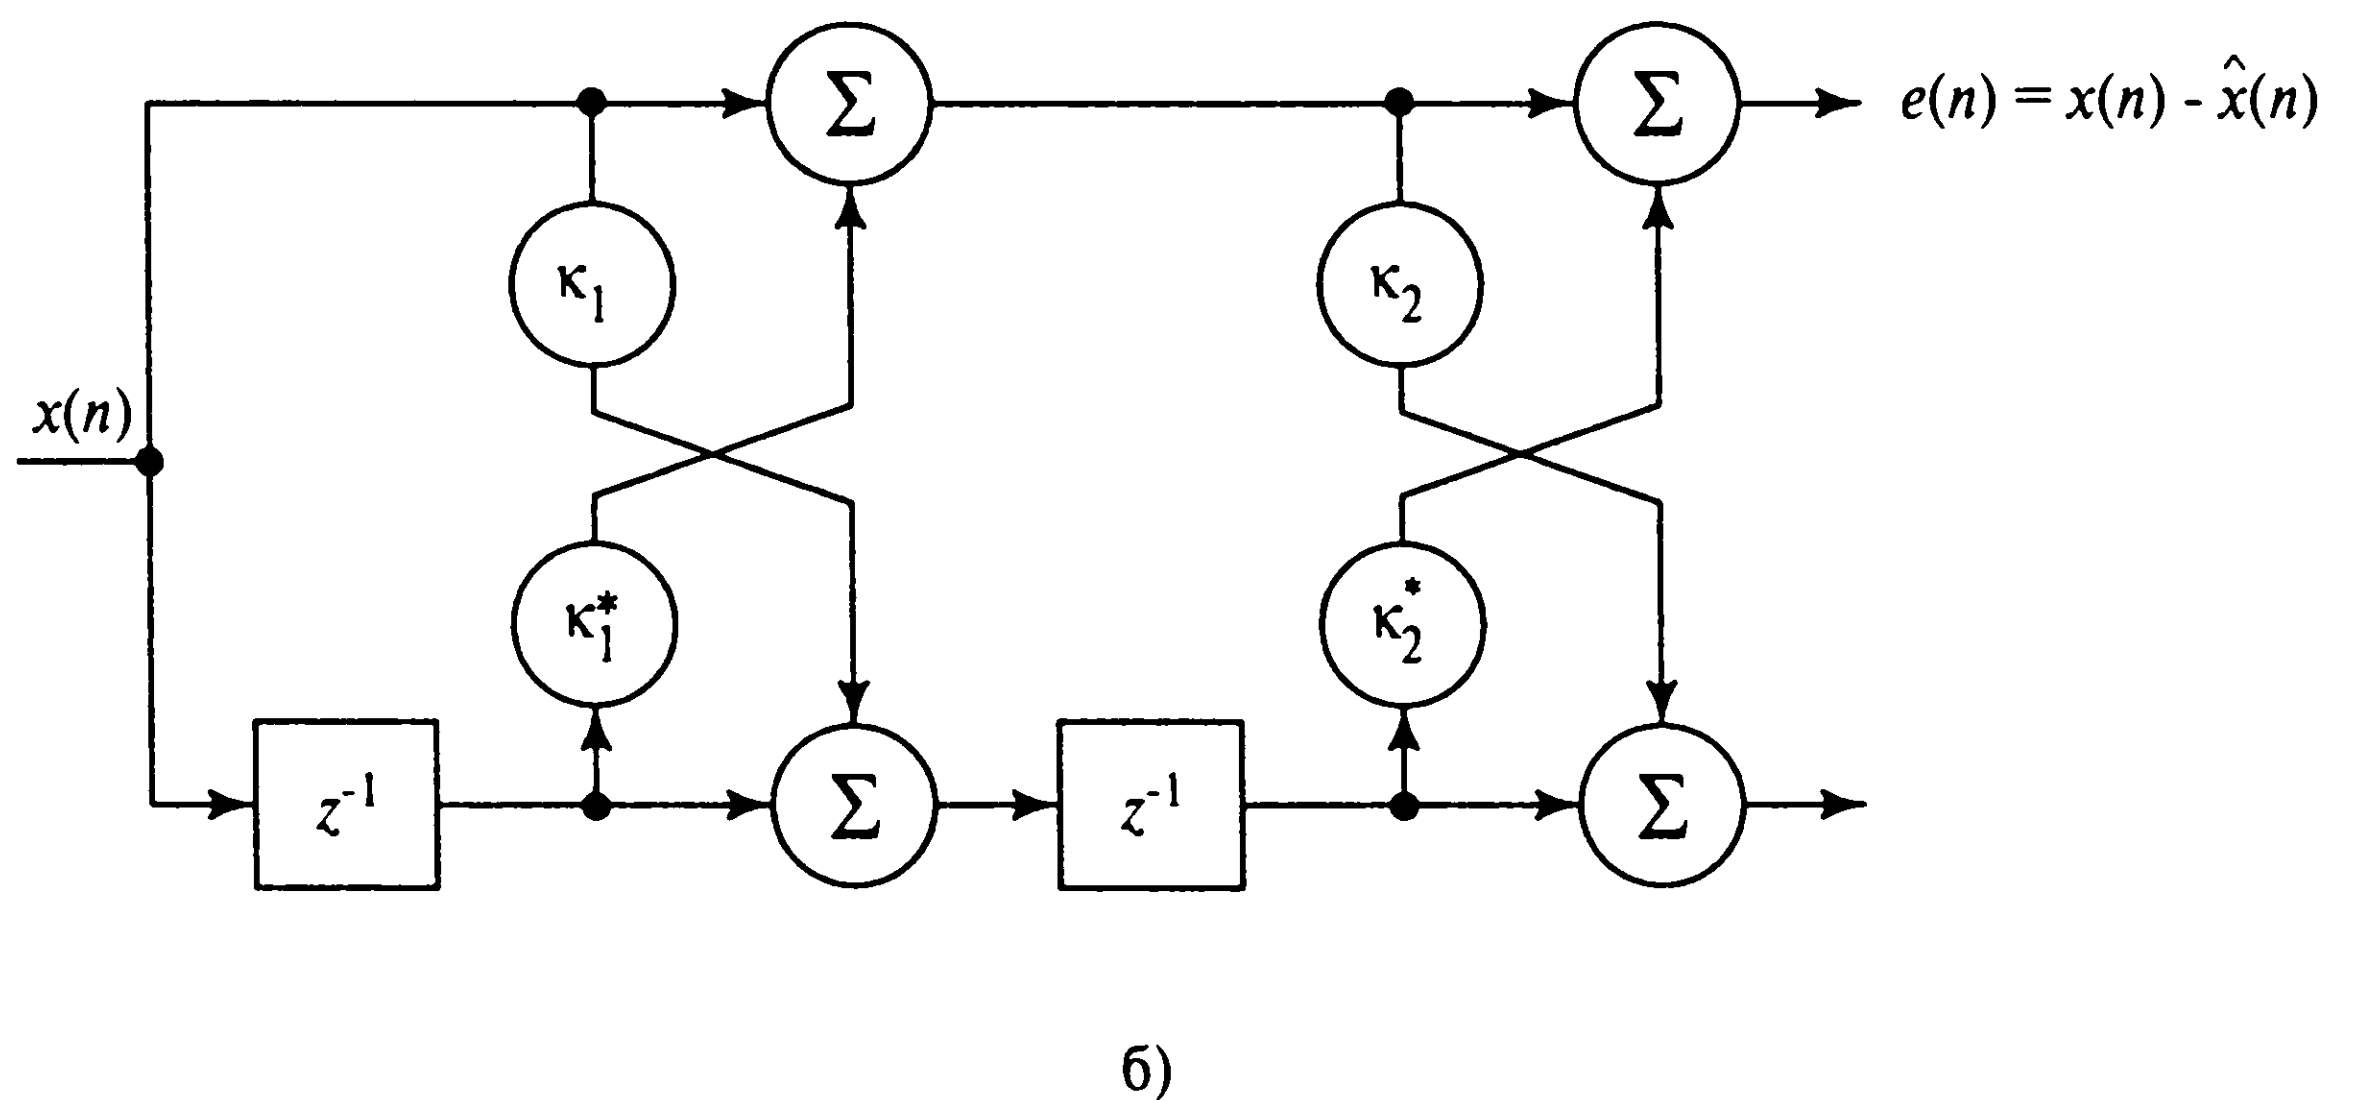 Σ Σ e(n) = x(n) - x̂(n)
κ₁ κ₂
x(n)
κ₁* κ₂*
z⁻¹ Σ z⁻¹ Σ
б)